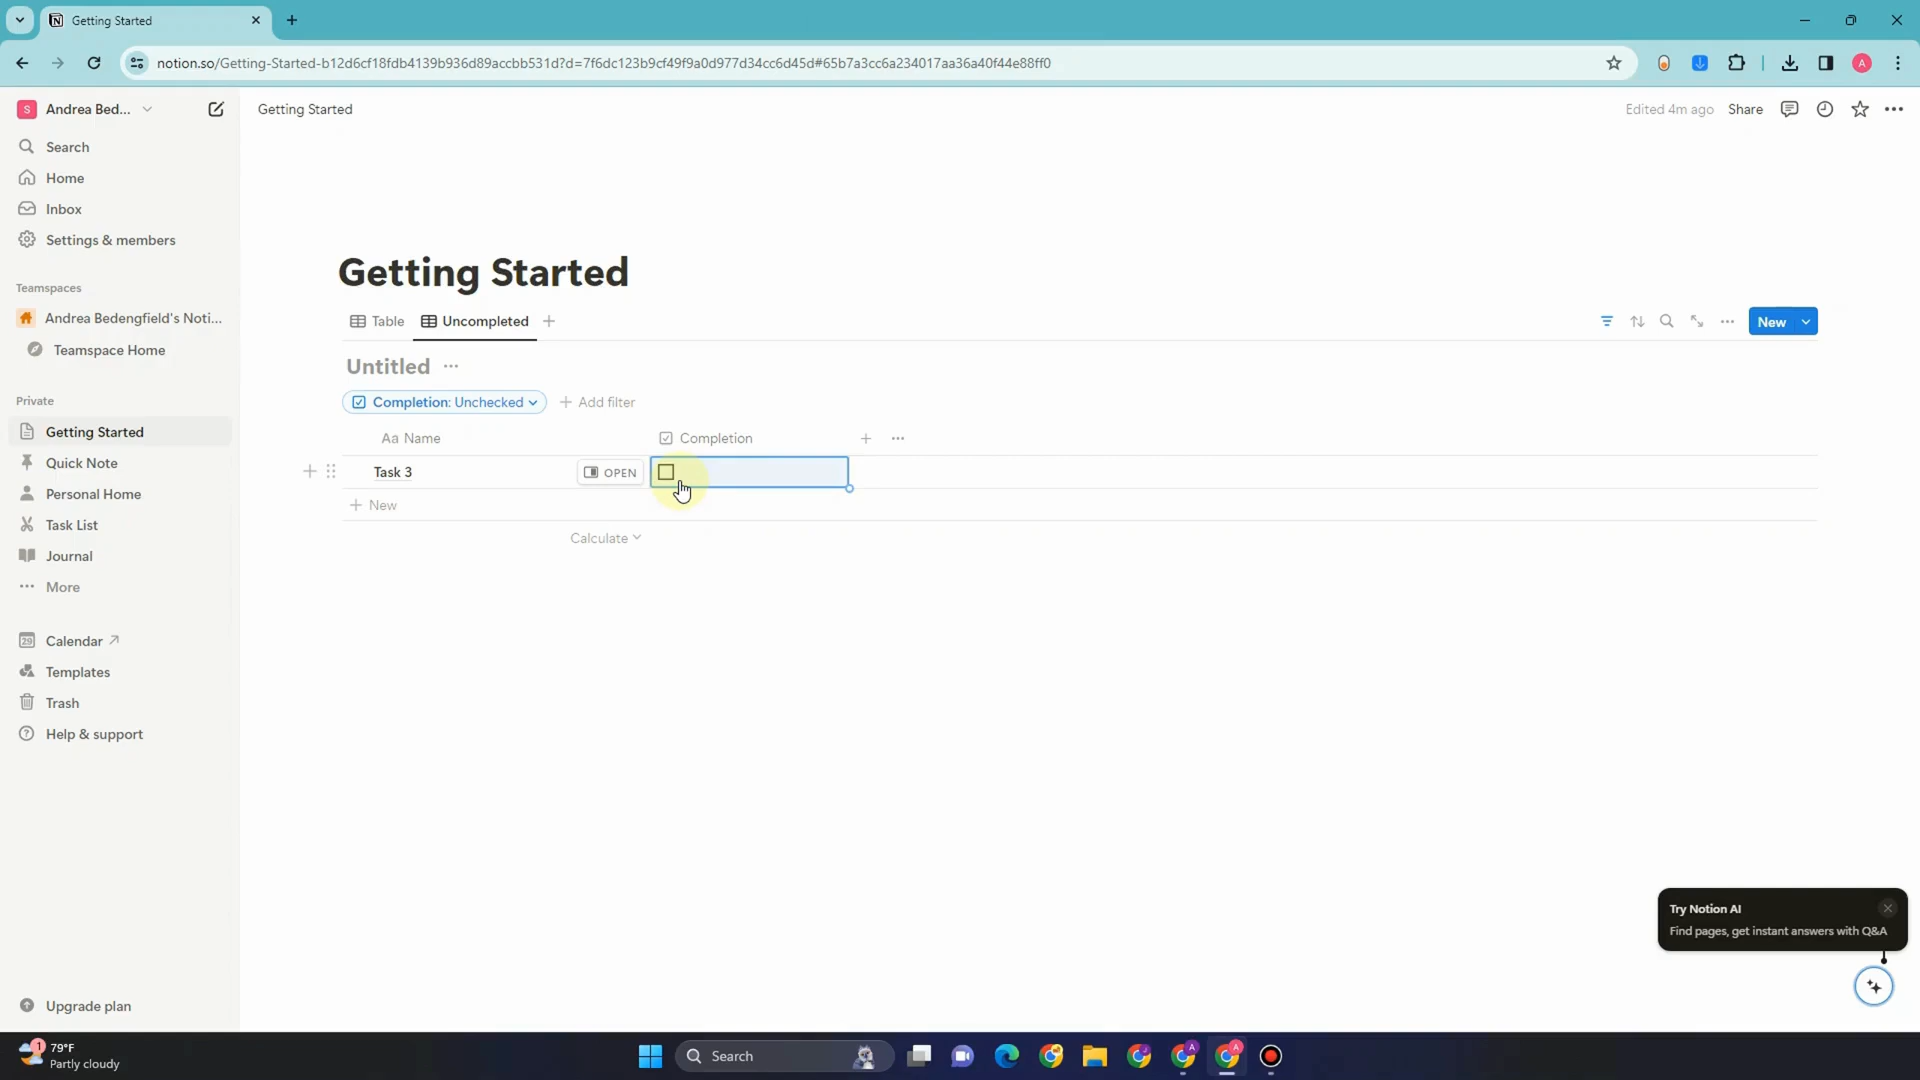 Getting Started
notion.so/Getting-Started-b12d6cf18fdb4139b936d89accbb531d?d=7f6dc123b9cf49f9a0d977d34cc6d45d#65b7a3cc6a234017aa36a40f44e88ff0
A
S Andrea Bed...
Getting Started
Edited 4m ago Share
Search
Home
Inbox
Settings & members
Teamspaces
Andrea Bedengfield's Noti...
Teamspace Home
Private
Getting Started
Quick Note
Personal Home
Task List
Journal
More
29 Calendar
Templates
Trash
Help & support
Upgrade plan
Getting Started
Table Uncompleted
New
Untitled
Completion: Unchecked Add filter
Aa Name Completion
Task 3 OPEN
New
Calculate
Try Notion AI
Find pages, get instant answers with Q&A
1 79°F
Partly cloudy
Search
A
A